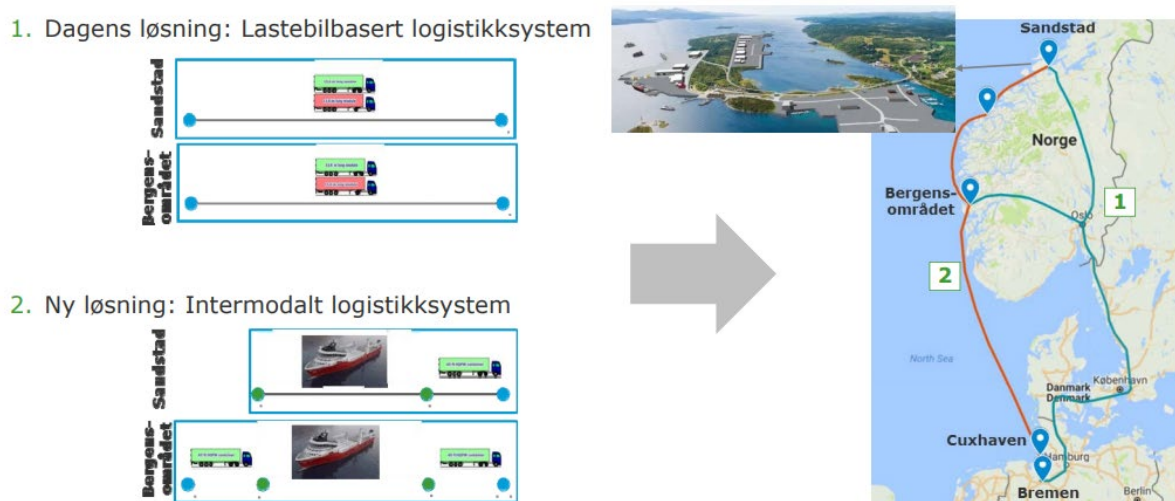 1. Dagens løsning: Lastebilbasert logistikksystem
Sandstad
Bergens-
området
2. Ny løsning: Intermodalt logistikksystem
Sandstad
Bergens-
området
Sandstad
Norge
Bergens-
området
Oslo
1
2
North Sea
Danmark
Denmark
København
Cuxhaven
Hamburg
Bremen
Berlin